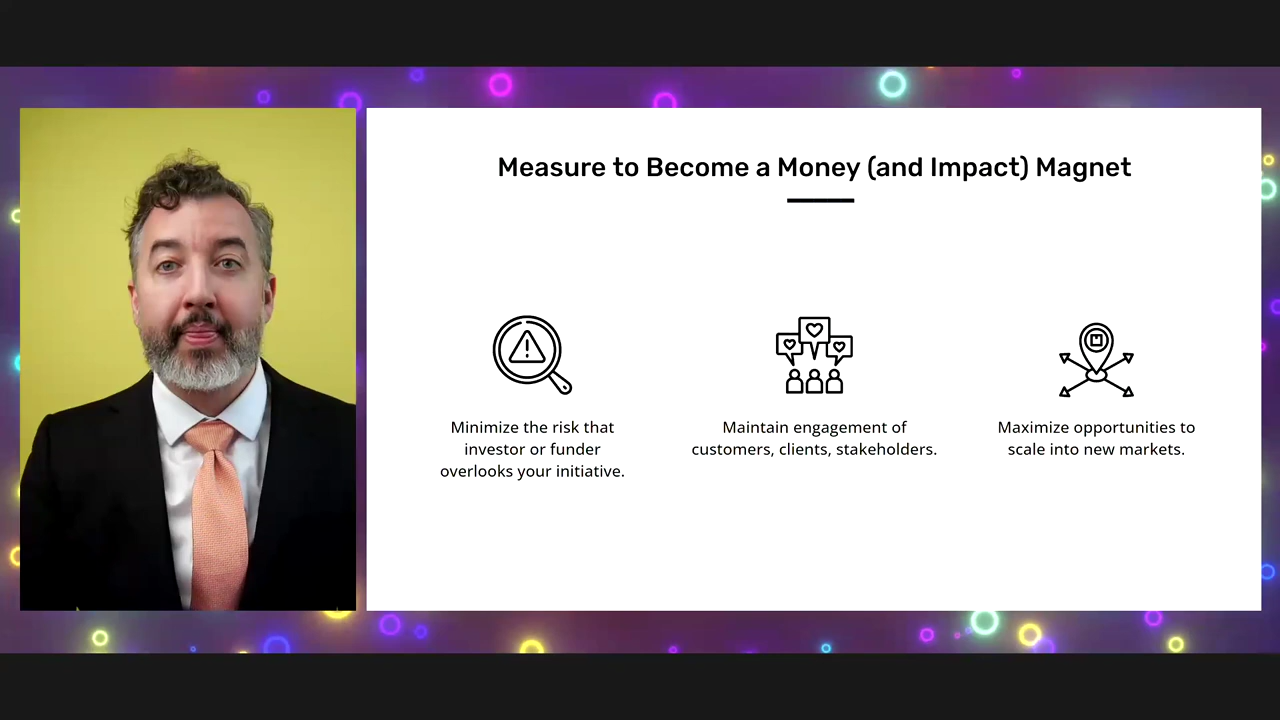 Measure to Become a Money (and Impact) Magnet
Minimize the risk that
investor or funder
overlooks your initiative.
Maintain engagement of
customers, clients, stakeholders.
Maximize opportunities to
scale into new markets.